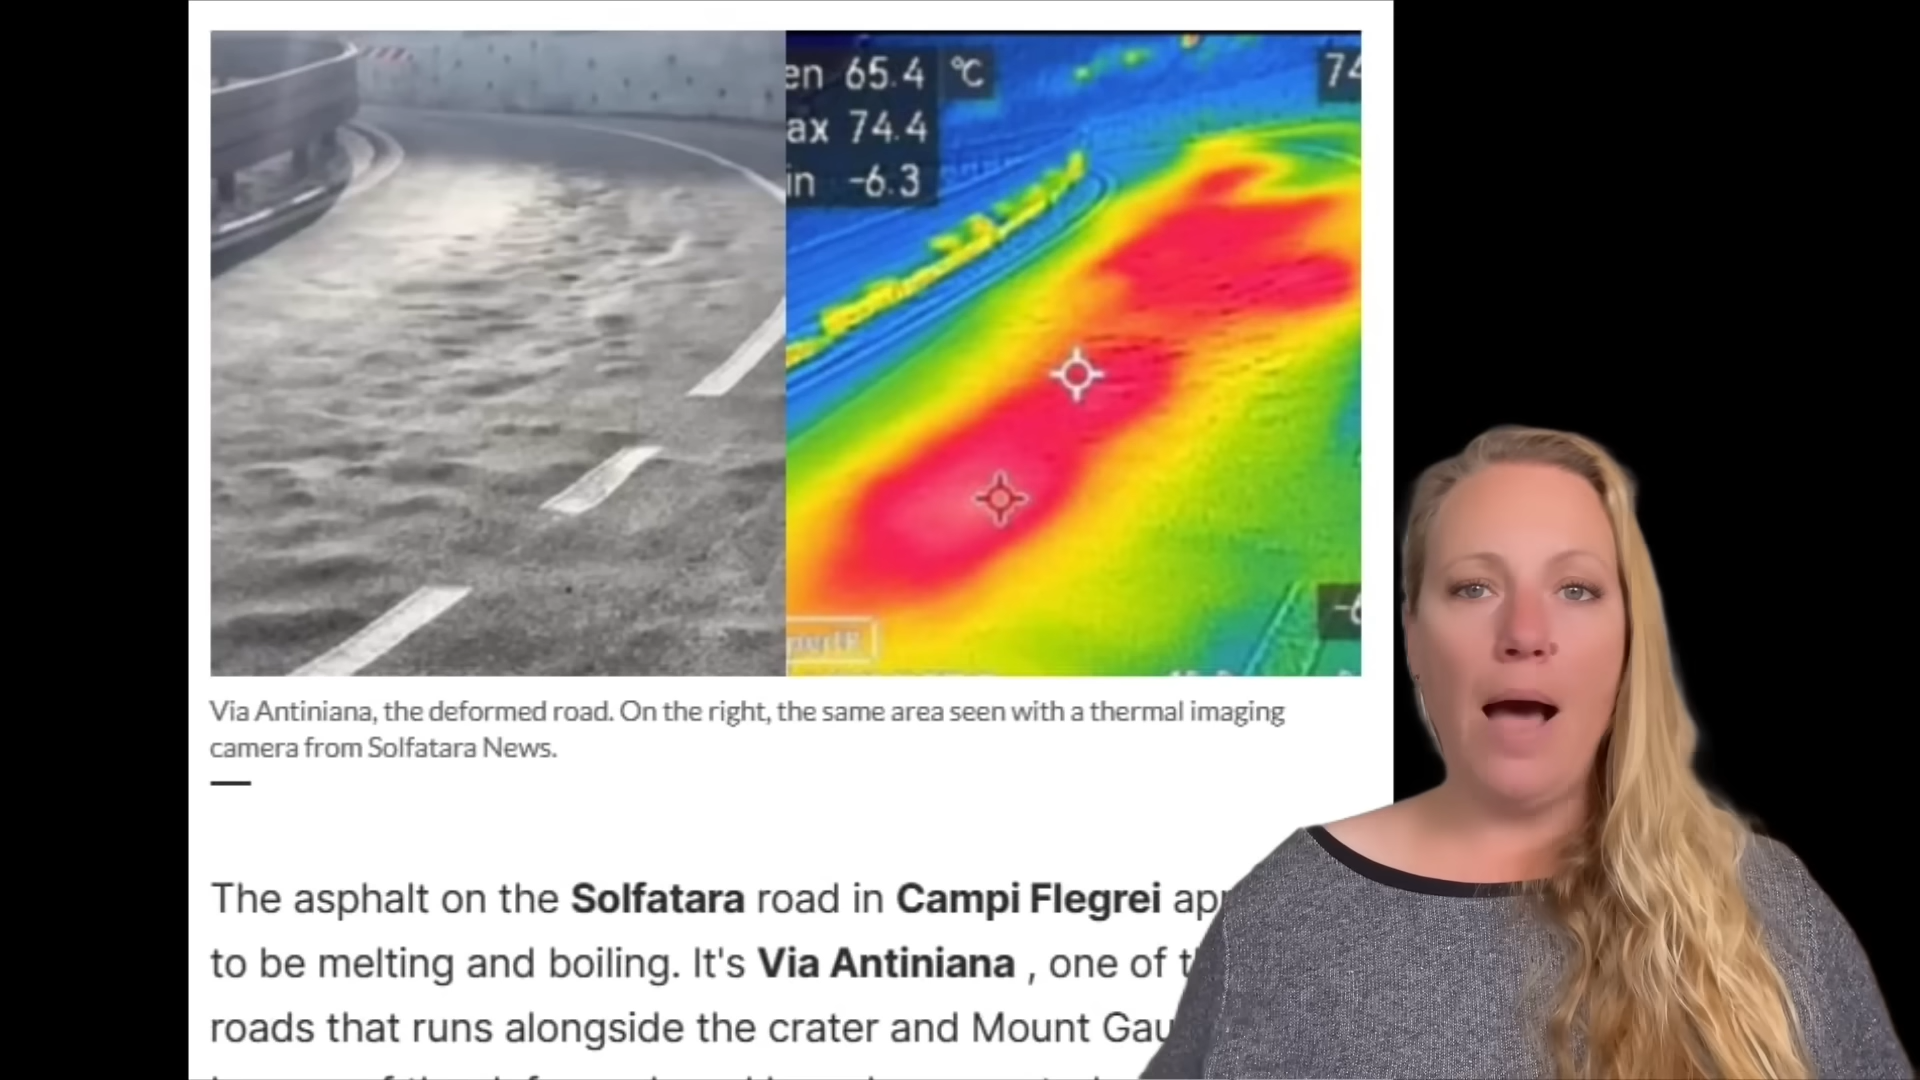 en 65.4 °C
74
ax 74.4
in -6.3
Via Antiniana, the deformed road. On the right, the same area seen with a thermal imaging
camera from Solfatara News.
The asphalt on the Solfatara road in Campi Flegrei app
to be melting and boiling. It's Via Antiniana , one of t
roads that runs alongside the crater and Mount Gau